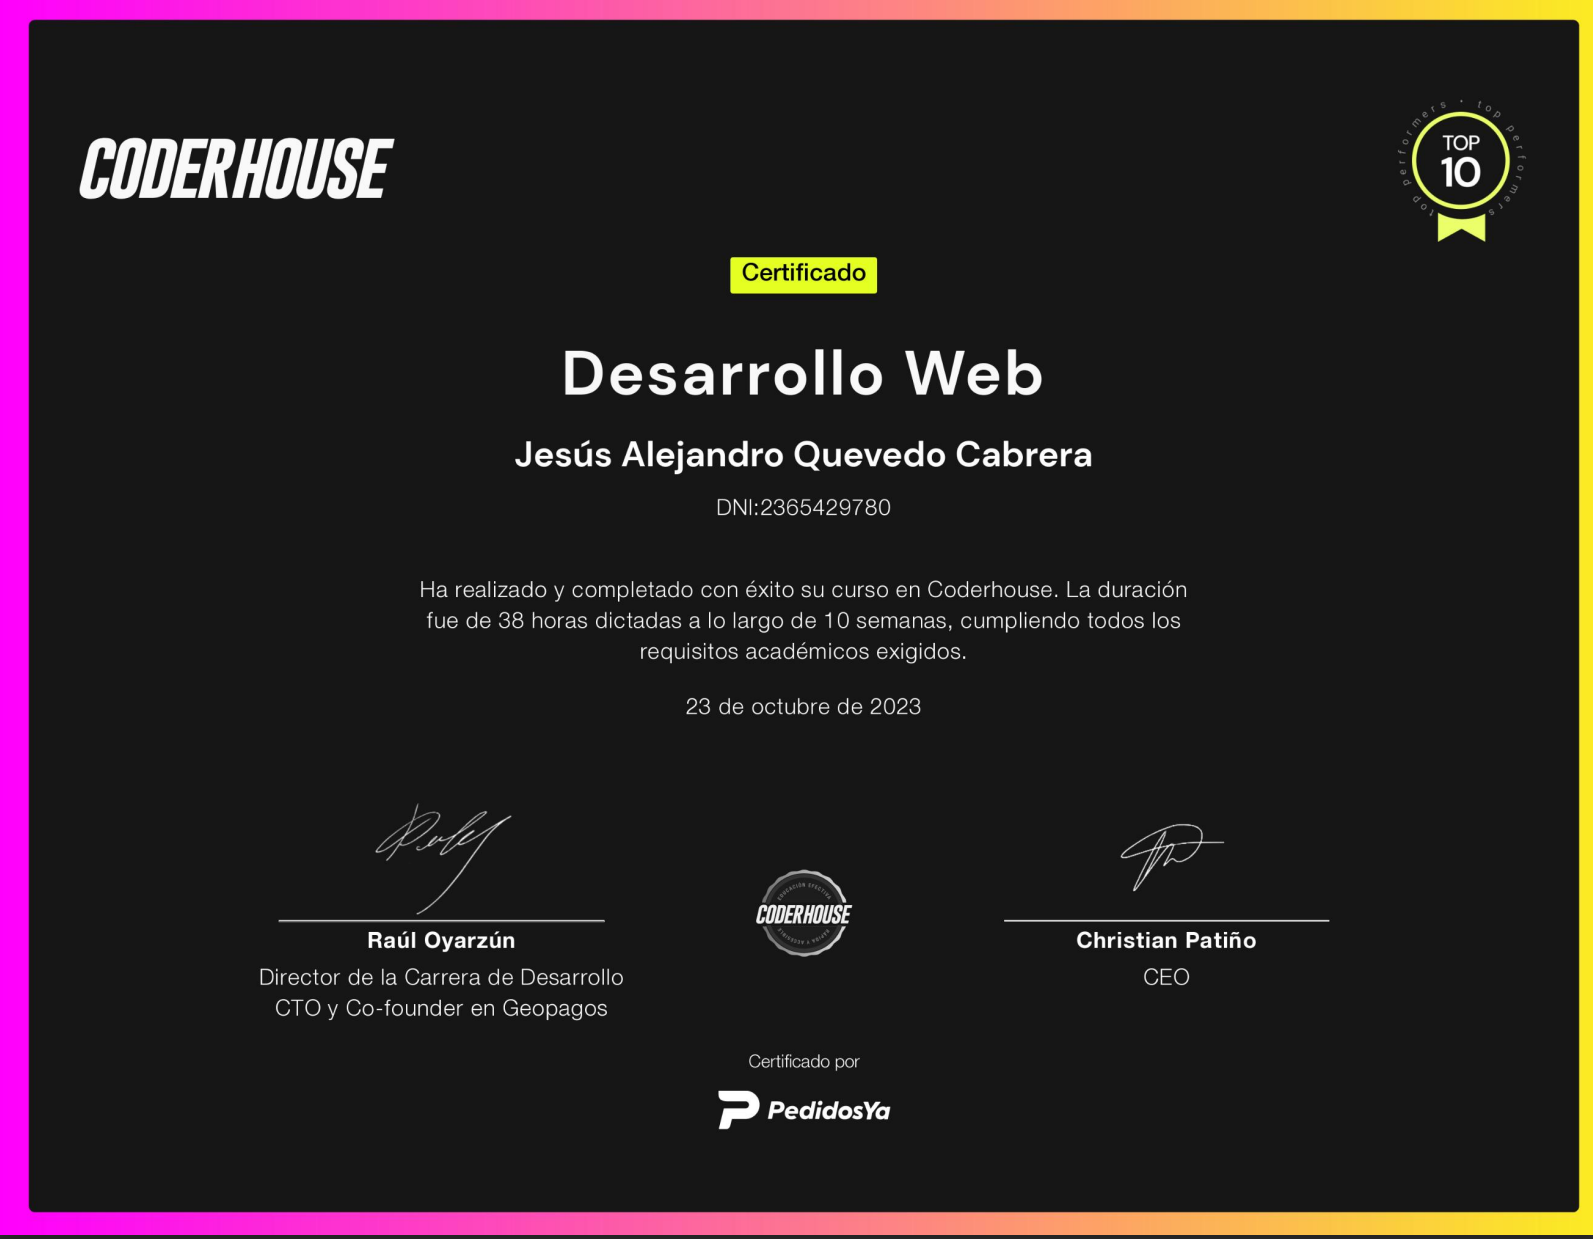 CODERHOUSE
top performers • top performers
TOP
10
Certificado
Desarrollo Web
Jesús Alejandro Quevedo Cabrera
DNI:2365429780
Ha realizado y completado con éxito su curso en Coderhouse. La duración
fue de 38 horas dictadas a lo largo de 10 semanas, cumpliendo todos los
requisitos académicos exigidos.
23 de octubre de 2023
Raúl Oyarzún
Director de la Carrera de Desarrollo
CTO y Co-founder en Geopagos
EDUCACIÓN EFECTIVA
CODERHOUSE
Christian Patiño
CEO
Certificado por
PedidosYa